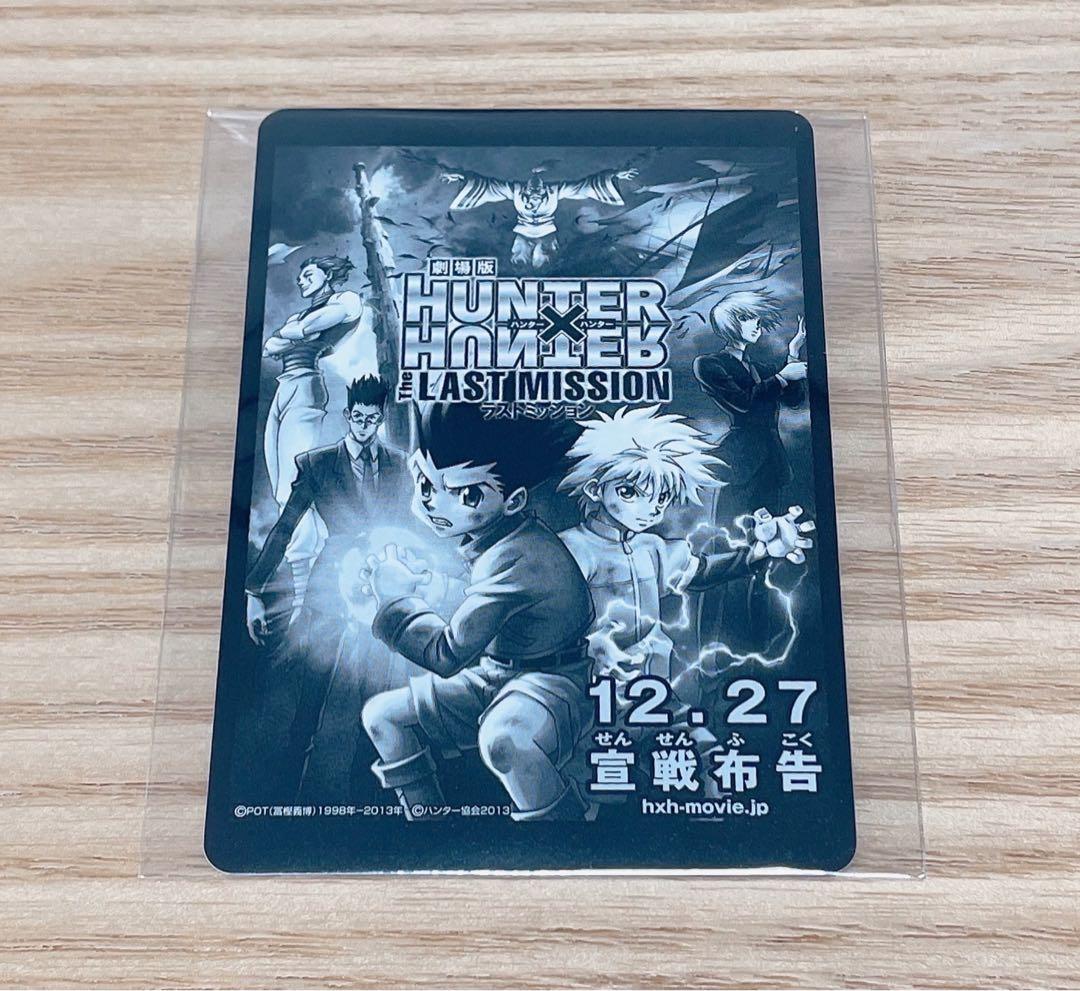 劇場版
HUNTER
ハンター×ハンター
HUNTER
The LAST MISSION
ラストミッション
12.27
せんせんふこく
宣戦布告
hxh-movie.jp
©POT(冨樫義博)1998年-2013年 ©ハンター協会2013